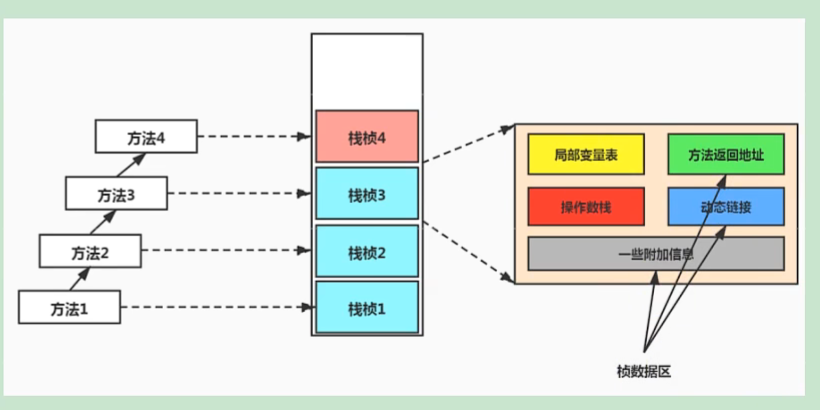 方法4
方法3
方法2
方法1
栈桢4
栈桢3
栈桢2
栈桢1
局部变量表
方法返回地址
操作数栈
动态链接
一些附加信息
桢数据区